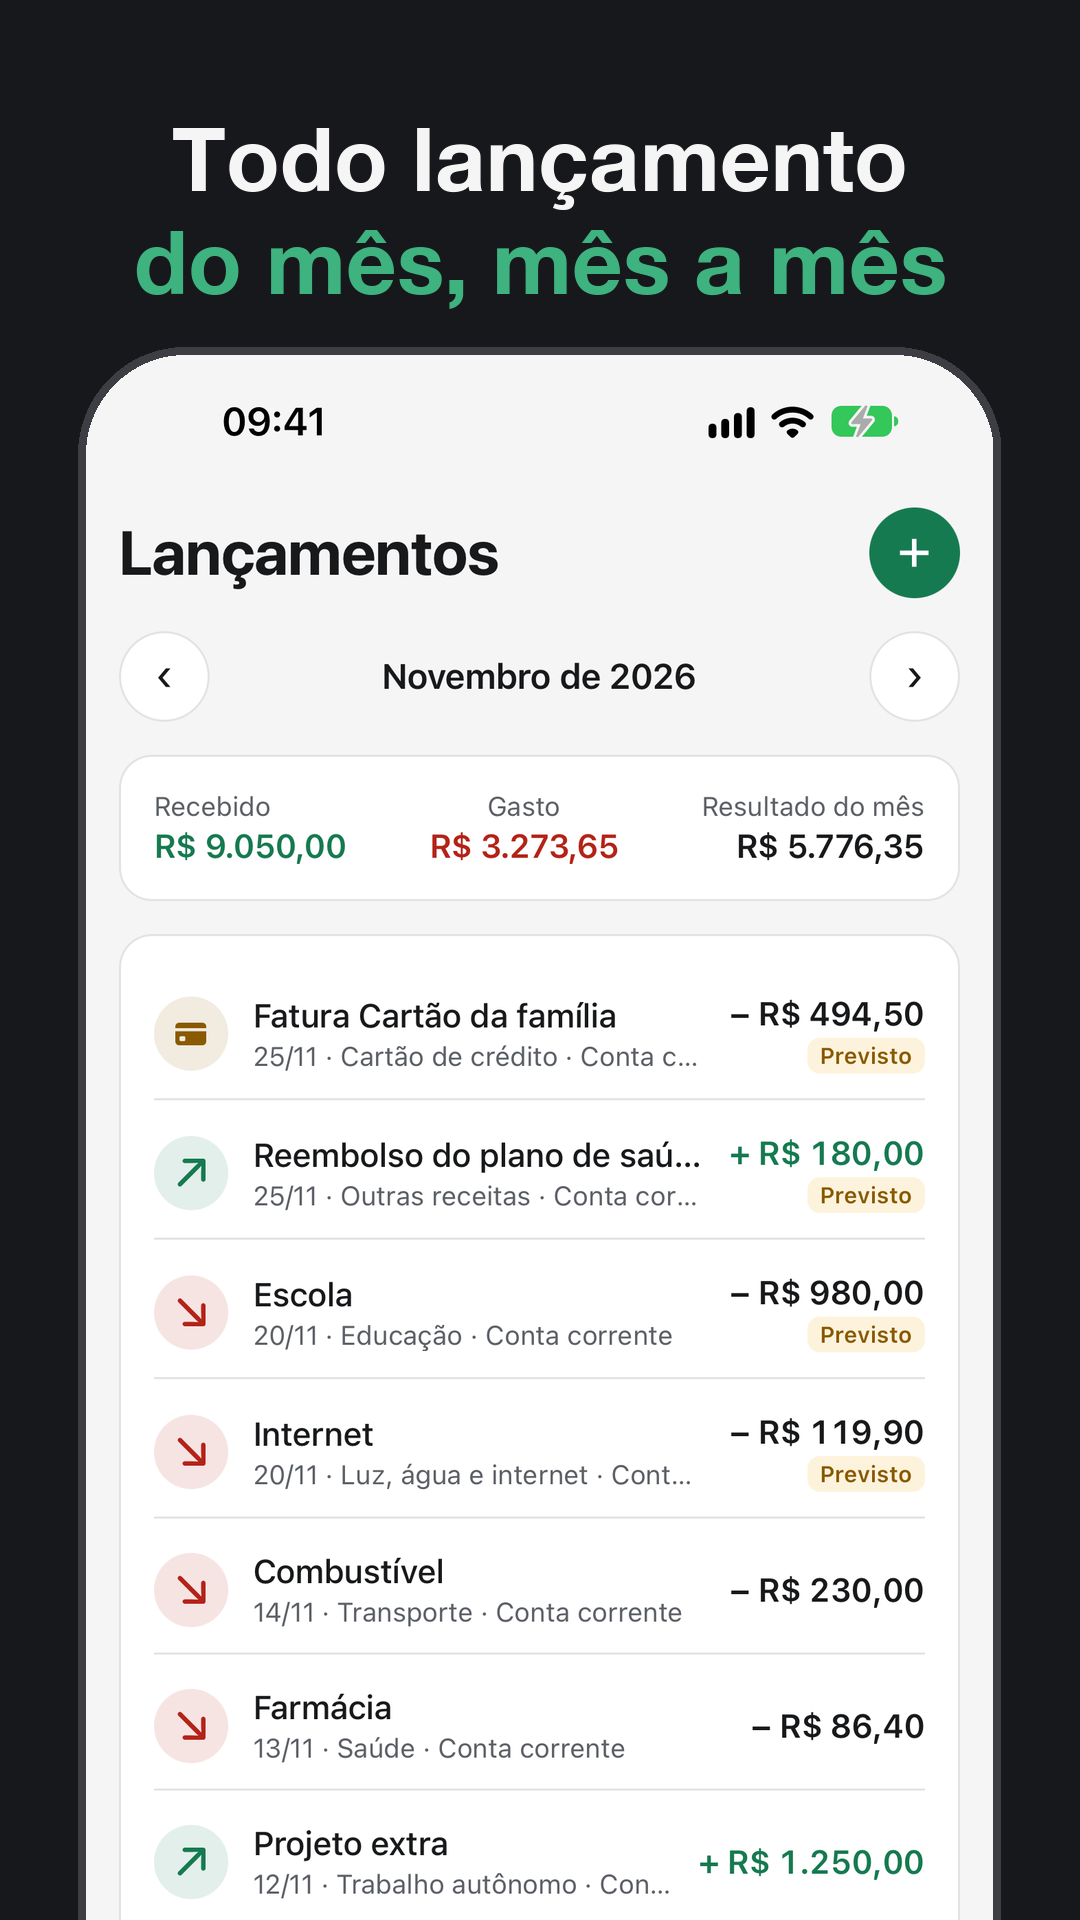 Todo lançamento
do mês, mês a mês
09:41
Lançamentos
+
‹ Novembro de 2026 ›
Recebido Gasto Resultado do mês
R$ 9.050,00 R$ 3.273,65 R$ 5.776,35
Fatura Cartão da família – R$ 494,50
25/11 · Cartão de crédito · Conta c... Previsto
Reembolso do plano de saú... + R$ 180,00
25/11 · Outras receitas · Conta cor... Previsto
Escola – R$ 980,00
20/11 · Educação · Conta corrente Previsto
Internet – R$ 119,90
20/11 · Luz, água e internet · Cont... Previsto
Combustível – R$ 230,00
14/11 · Transporte · Conta corrente
Farmácia – R$ 86,40
13/11 · Saúde · Conta corrente
Projeto extra + R$ 1.250,00
12/11 · Trabalho autônomo · Con...